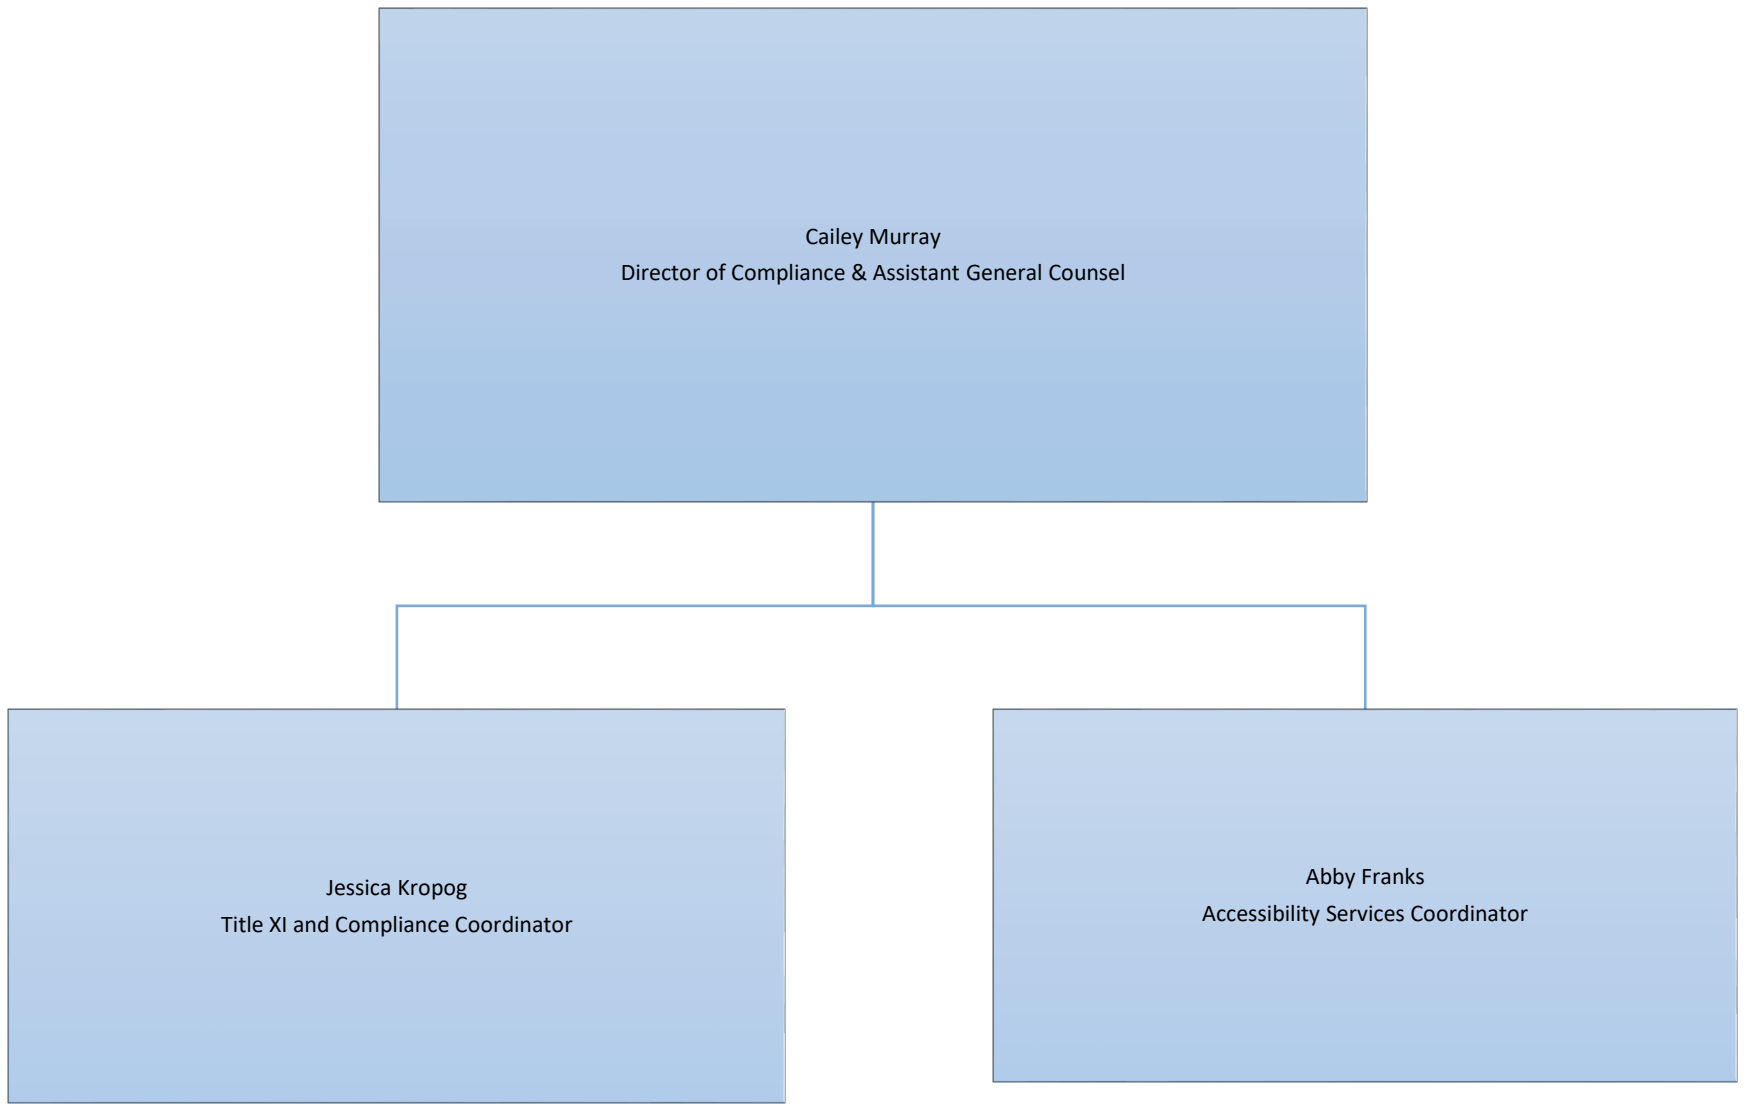 Cailey Murray
Director of Compliance & Assistant General Counsel
Jessica Kropog
Title XI and Compliance Coordinator
Abby Franks
Accessibility Services Coordinator